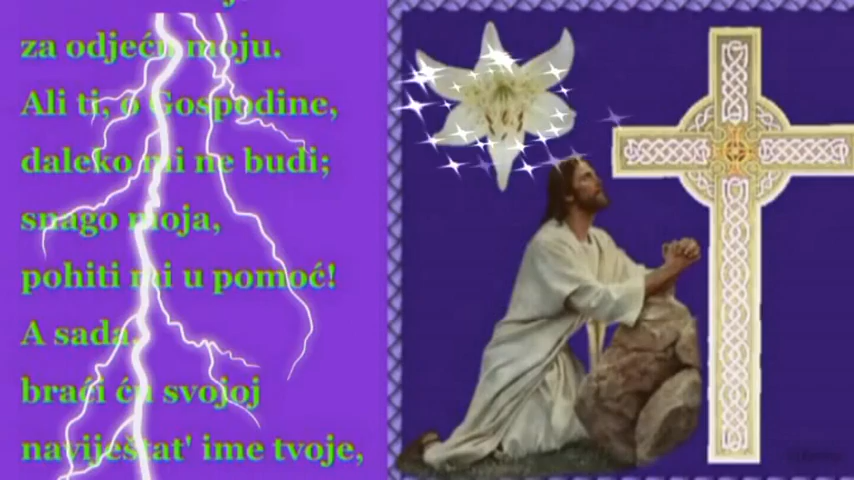 za odjeću moju.
Ali ti, o Gospodine,
daleko mi ne budi;
snago moja,
pohiti mi u pomoć!
A sada,
braći ću svojoj
naviještat' ime tvoje,